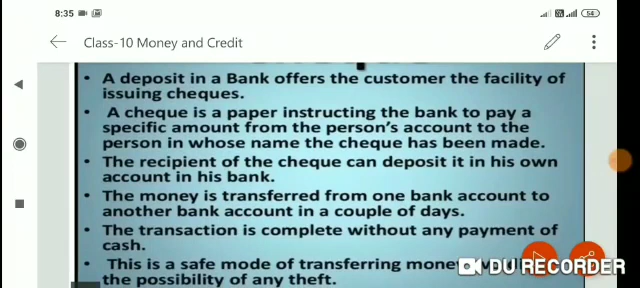 8:35
54
Class-10 Money and Credit
• A deposit in a Bank offers the customer the facility of
issuing cheques.
• A cheque is a paper instructing the bank to pay a
specific amount from the person's account to the
person in whose name the cheque has been made.
• The recipient of the cheque can deposit it in his own
account in his bank.
• The money is transferred from one bank account to
another bank account in a couple of days.
• The transaction is complete without any payment of
cash.
• This is a safe mode of transferring money
the possibility of any theft.
DU RECORDER